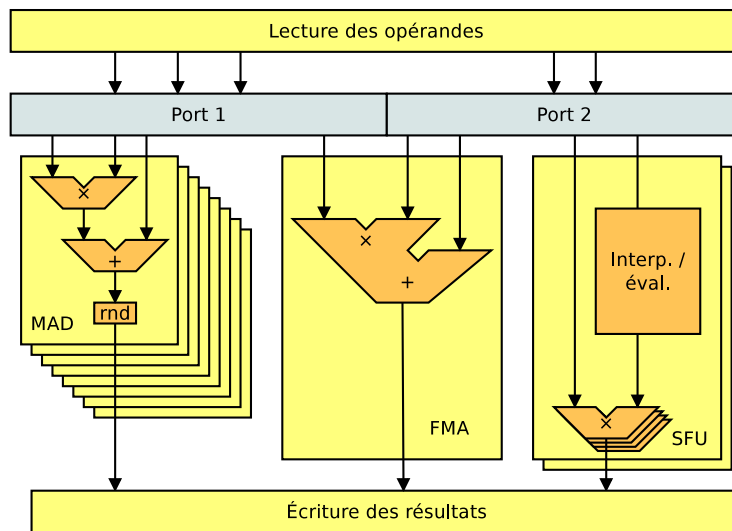 Lecture des opérandes
Port 1
Port 2
×
+
rnd
MAD
×
+
FMA
Interp. /
éval.
×
SFU
Écriture des résultats